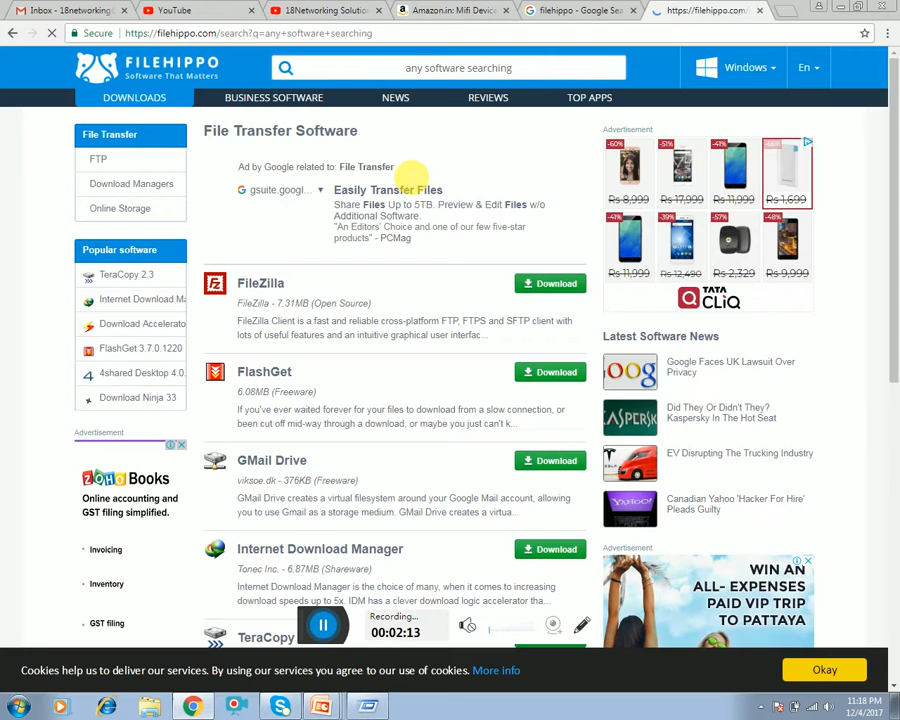 Inbox - 18networking@
YouTube
18Networking Solution
Amazon.in: Mifi Device
filehippo - Google Sea
https://filehippo.com/se
Secure
https://filehippo.com/search?q=any+software+searching
FILEHIPPO
Software That Matters
any software searching
Windows
En
DOWNLOADS
BUSINESS SOFTWARE
NEWS
REVIEWS
TOP APPS
File Transfer
FTP
Download Managers
Online Storage
Popular software
TeraCopy 2.3
Internet Download Ma
Download Accelerato
FlashGet 3.7.0.1220
4shared Desktop 4.0.
Download Ninja 33
Advertisement
ZOHO Books
Online accounting and
GST filing simplified.
Invoicing
Inventory
GST filing
File Transfer Software
Ad by Google related to: File Transfer
gsuite.googl...
Easily Transfer Files
Share Files Up to 5TB. Preview & Edit Files w/o
Additional Software.
"An Editors' Choice and one of our few five-star
products" - PCMag
FileZilla
Download
FileZilla - 7.31MB (Open Source)
FileZilla Client is a fast and reliable cross-platform FTP, FTPS and SFTP client with
lots of useful features and an intuitive graphical user interfac...
FlashGet
Download
6.08MB (Freeware)
If you've ever waited forever for your files to download from a slow connection, or
been cut off mid-way through a download, or maybe you just can't k...
GMail Drive
Download
viksoe.dk - 376KB (Freeware)
GMail Drive creates a virtual filesystem around your Google Mail account, allowing
you to use Gmail as a storage medium. GMail Drive creates a virtua...
Internet Download Manager
Download
Tonec Inc. - 6.87MB (Shareware)
Internet Download Manager is the choice of many, when it comes to increasing
download speeds up to 5x. IDM has a clever download logic accelerator tha...
TeraCopy
Advertisement
-60%
-51%
-41%
Rs 8,999
Rs 17,999
Rs 11,999
Rs 1,699
-41%
-36%
-57%
-48%
Rs 11,999
Rs 12,490
Rs 2,329
Rs 9,999
TATA
CLiQ
Latest Software News
Google Faces UK Lawsuit Over
Privacy
Did They Or Didn't They?
Kaspersky In The Hot Seat
EV Disrupting The Trucking Industry
Canadian Yahoo 'Hacker For Hire'
Pleads Guilty
Advertisement
WIN AN
ALL- EXPENSES
PAID VIP TRIP
TO PATTAYA
Recording...
00:02:13
Cookies help us to deliver our services. By using our services you agree to our use of cookies. More info
Okay
11:18 PM
12/4/2017